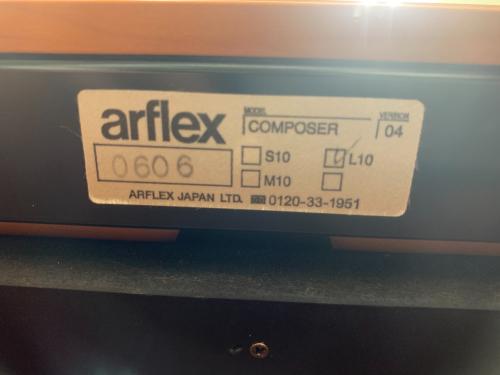 arflex
MODEL VERSION
COMPOSER 04
0606
S10 L10
M10
ARFLEX JAPAN LTD. ☎ 0120-33-1951